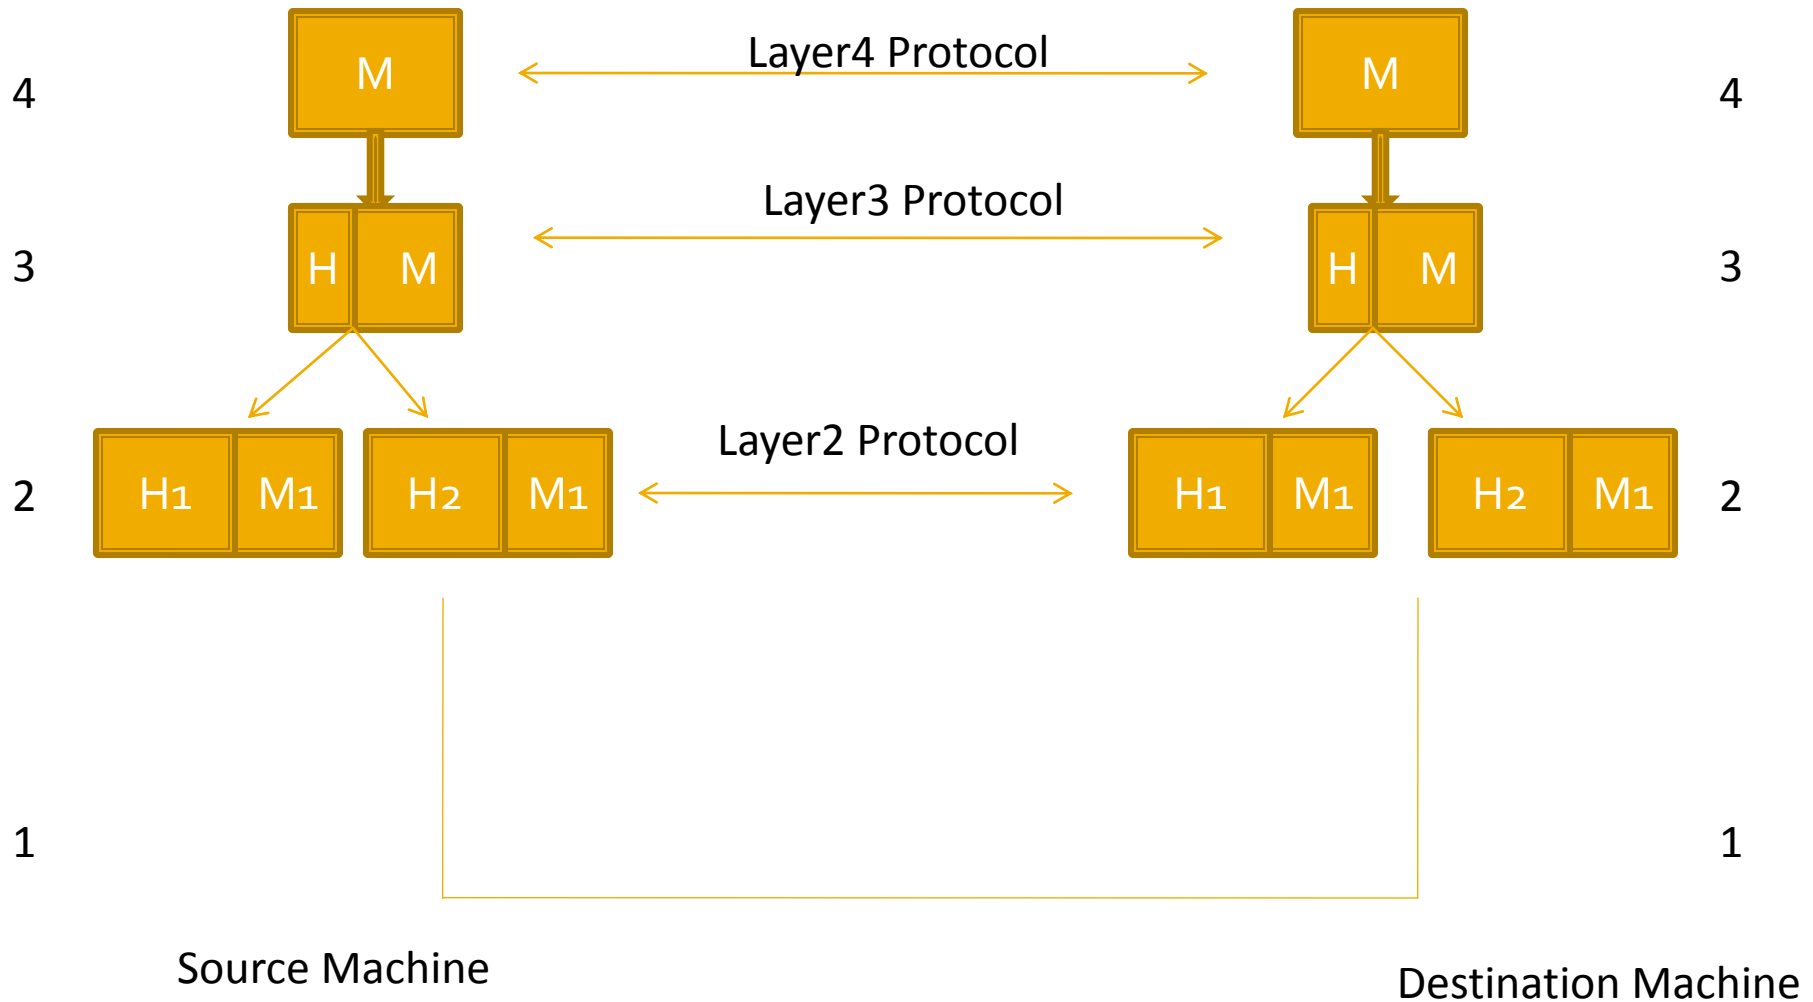 4 M Layer4 Protocol M 4
3 H M Layer3 Protocol H M 3
2 H1 M1 H2 M1 Layer2 Protocol H1 M1 H2 M1 2
1 1
Source Machine Destination Machine